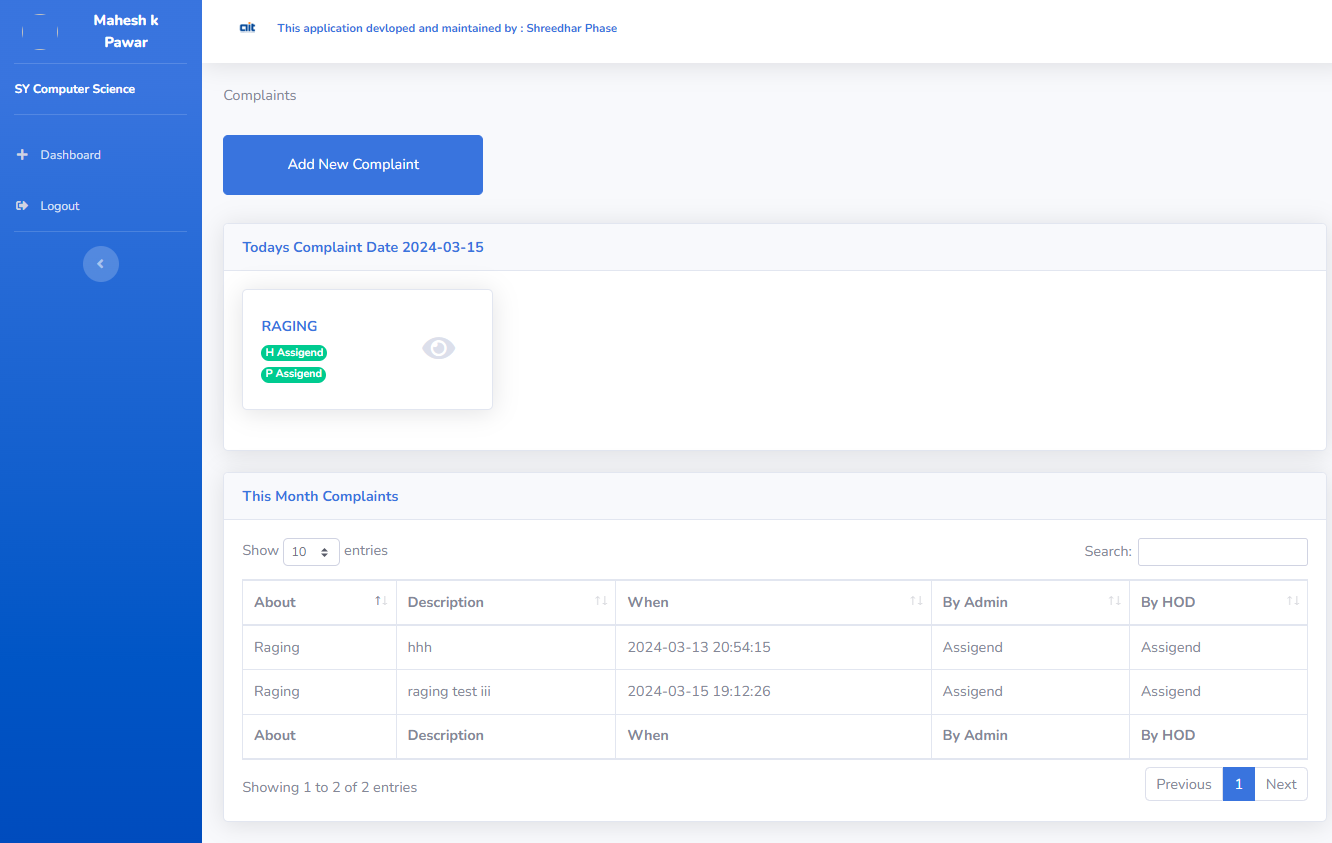 Mahesh k
Pawar
SY Computer Science
Dashboard
Logout
ait
This application devloped and maintained by : Shreedhar Phase
Complaints
Add New Complaint
Todays Complaint Date 2024-03-15
RAGING
H Assigend
P Assigend
This Month Complaints
Show 10 entries
Search:
About Description When By Admin By HOD
Raging hhh 2024-03-13 20:54:15 Assigend Assigend
Raging raging test iii 2024-03-15 19:12:26 Assigend Assigend
About Description When By Admin By HOD
Showing 1 to 2 of 2 entries
Previous 1 Next